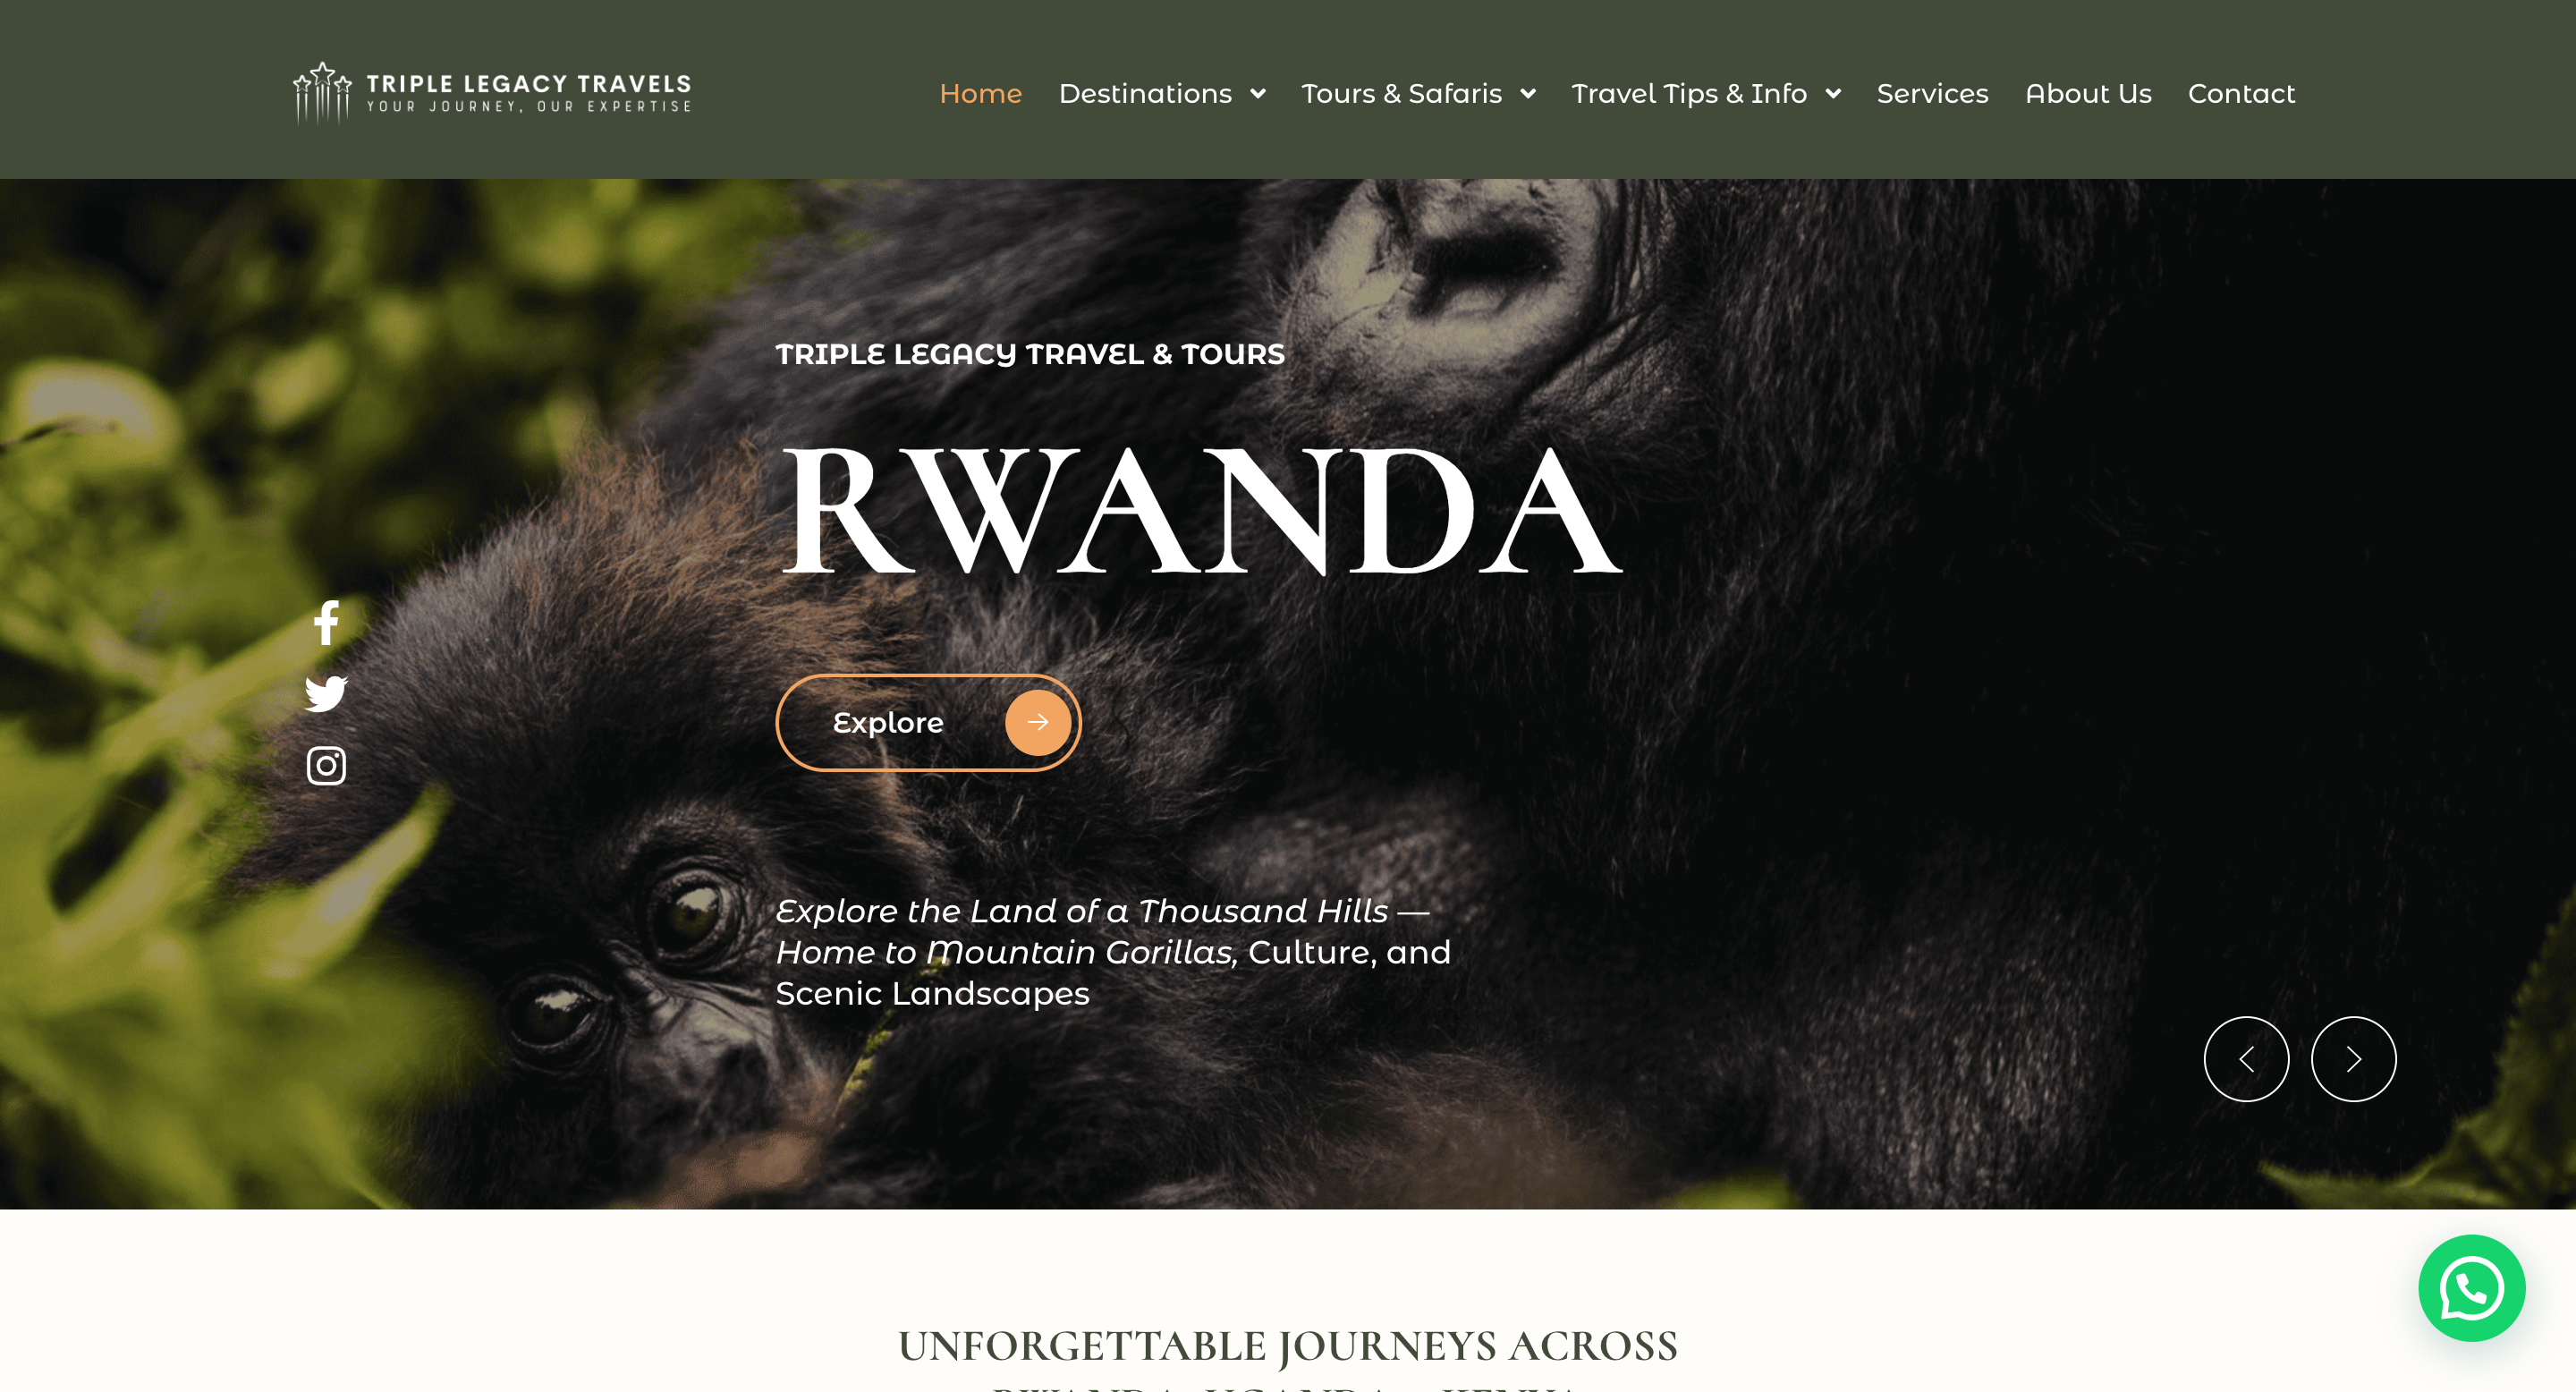 TRIPLE LEGACY TRAVELS
YOUR JOURNEY, OUR EXPERTISE
Home Destinations Tours & Safaris Travel Tips & Info Services About Us Contact
TRIPLE LEGACY TRAVEL & TOURS
RWANDA
Explore
Explore the Land of a Thousand Hills —
Home to Mountain Gorillas, Culture, and
Scenic Landscapes
UNFORGETTABLE JOURNEYS ACROSS